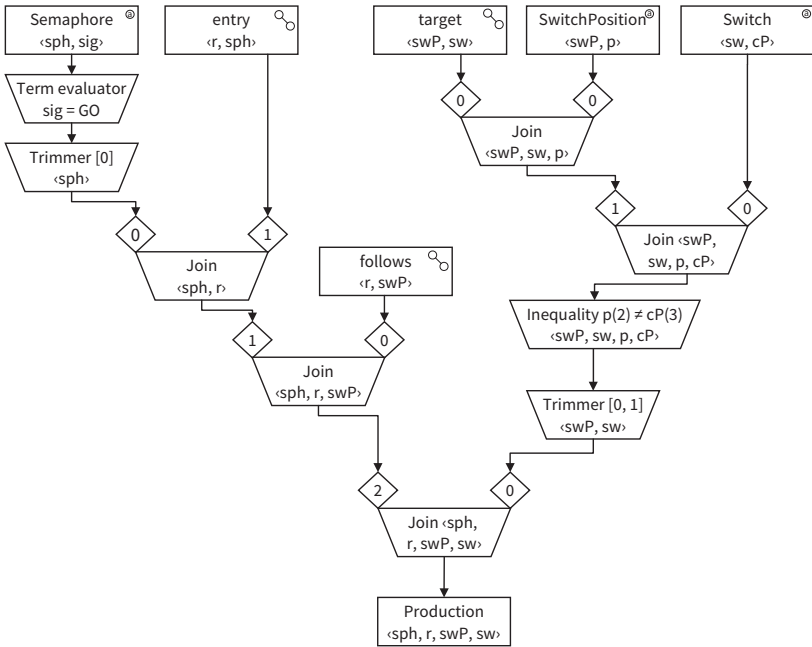 Semaphore
‹sph, sig›
a
entry
‹r, sph›
target
‹swP, sw›
SwitchPosition
‹swP, p›
a
Switch
‹sw, cP›
a
Term evaluator
sig = GO
Trimmer [0]
‹sph›
0
0
Join
‹swP, sw, p›
1
0
Join ‹swP,
sw, p, cP›
0
1
Join
‹sph, r›
follows
‹r, swP›
Inequality p(2) ≠ cP(3)
‹swP, sw, p, cP›
1
0
Join
‹sph, r, swP›
Trimmer [0, 1]
‹swP, sw›
2
0
Join ‹sph,
r, swP, sw›
Production
‹sph, r, swP, sw›